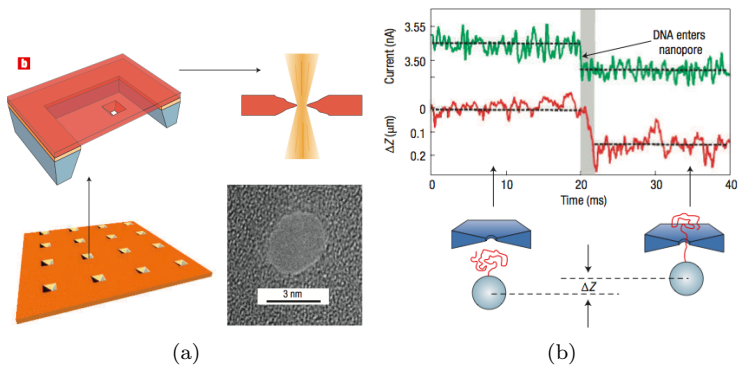 b
3 nm
(a)
3.55
3.50
Current (nA)
DNA enters
nanopore
0
0.1
0.2
ΔZ (μm)
0 10 20 30 40
Time (ms)
ΔZ
(b)